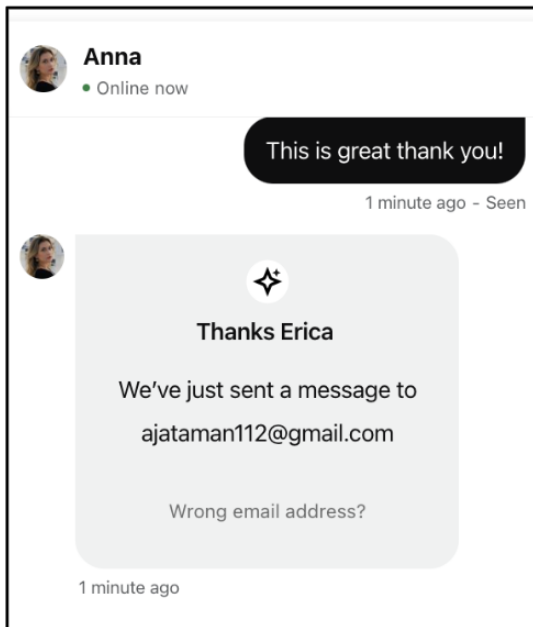 Anna
Online now
This is great thank you!
1 minute ago - Seen
Thanks Erica
We've just sent a message to
ajataman112@gmail.com
Wrong email address?
1 minute ago